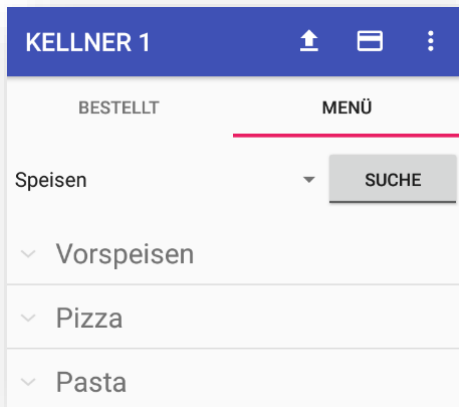 KELLNER 1
BESTELLT MENÜ
Speisen SUCHE
Vorspeisen
Pizza
Pasta